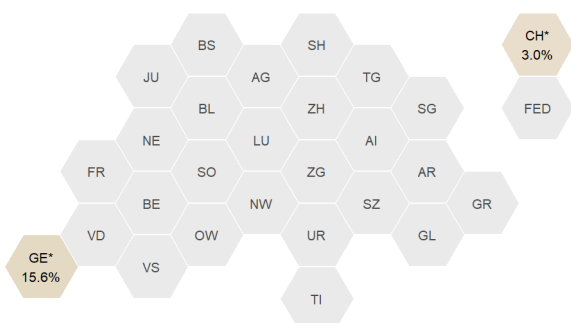 BS
SH
CH*
3.0%
JU
AG
TG
BL
ZH
SG
FED
NE
LU
AI
FR
SO
ZG
AR
BE
NW
SZ
GR
VD
OW
UR
GL
GE*
15.6%
VS
TI